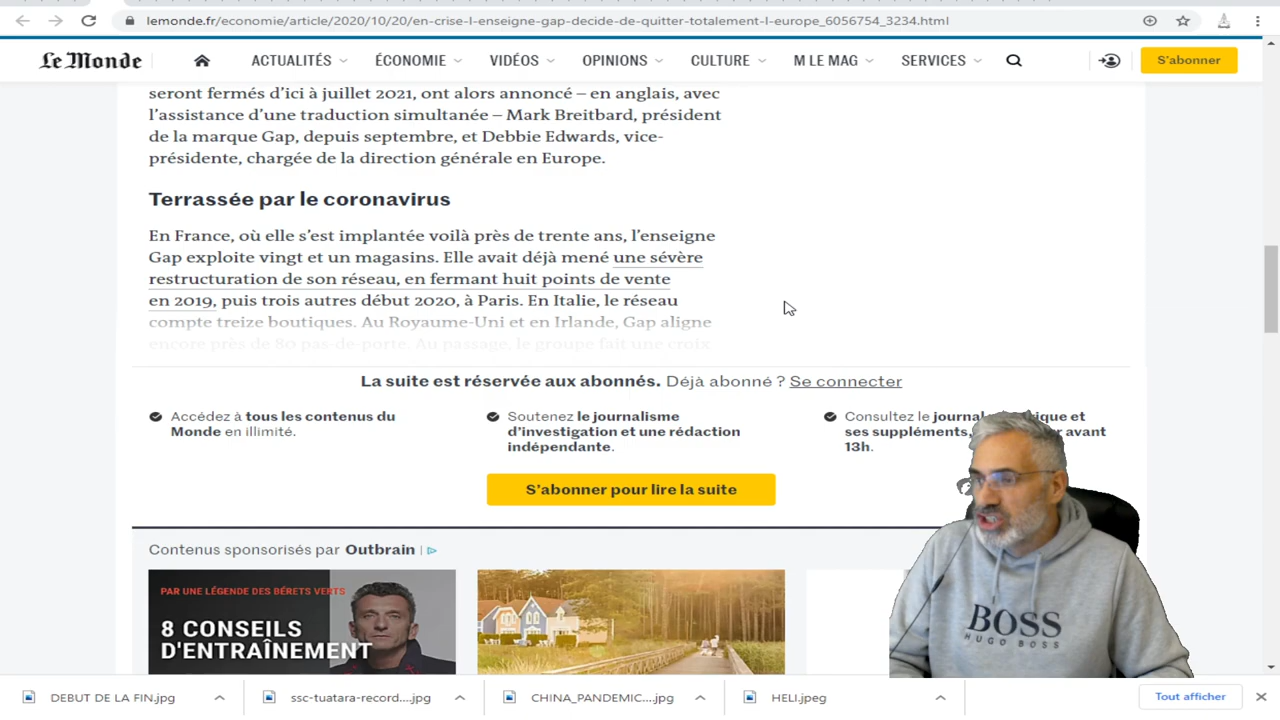 lemonde.fr/economie/article/2020/10/20/en-crise-l-enseigne-gap-decide-de-quitter-totalement-l-europe_6056754_3234.html
Le Monde
ACTUALITÉS
ÉCONOMIE
VIDÉOS
OPINIONS
CULTURE
M LE MAG
SERVICES
S'abonner
seront fermés d'ici à juillet 2021, ont alors annoncé – en anglais, avec
l'assistance d'une traduction simultanée – Mark Breitbard, président
de la marque Gap, depuis septembre, et Debbie Edwards, vice-
présidente, chargée de la direction générale en Europe.
Terrassée par le coronavirus
En France, où elle s'est implantée voilà près de trente ans, l'enseigne
Gap exploite vingt et un magasins. Elle avait déjà mené une sévère
restructuration de son réseau, en fermant huit points de vente
en 2019, puis trois autres début 2020, à Paris. En Italie, le réseau
compte treize boutiques. Au Royaume-Uni et en Irlande, Gap aligne
encore près de 80 pas-de-porte. Au passage, le groupe fait une croix
La suite est réservée aux abonnés. Déjà abonné ? Se connecter
Accédez à tous les contenus du
Monde en illimité.
Soutenez le journalisme
d'investigation et une rédaction
indépendante.
Consultez le et
ses suppléments, avant
13h.
S'abonner pour lire la suite
Contenus sponsorisés par Outbrain
PAR UNE LÉGENDE DES BÉRETS VERTS
8 CONSEILS
D'ENTRAÎNEMENT
BOSS
HUGO BOSS
DEBUT DE LA FIN.jpg
ssc-tuatara-record....jpg
CHINA_PANDEMIC....jpg
HELI.jpeg
Tout afficher